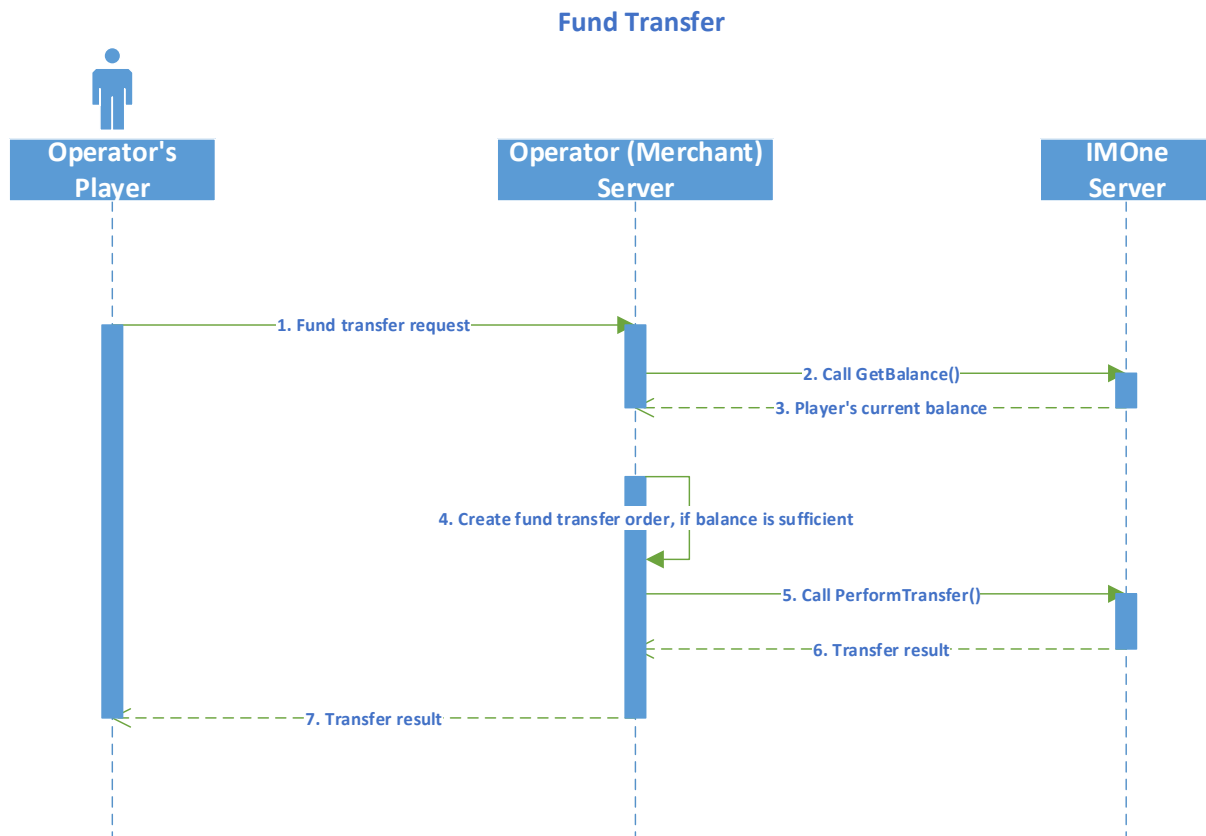 Fund Transfer
Operator's
Player
Operator (Merchant)
Server
IMOne
Server
1. Fund transfer request
2. Call GetBalance()
3. Player's current balance
4. Create fund transfer order, if balance is sufficient
5. Call PerformTransfer()
6. Transfer result
7. Transfer result